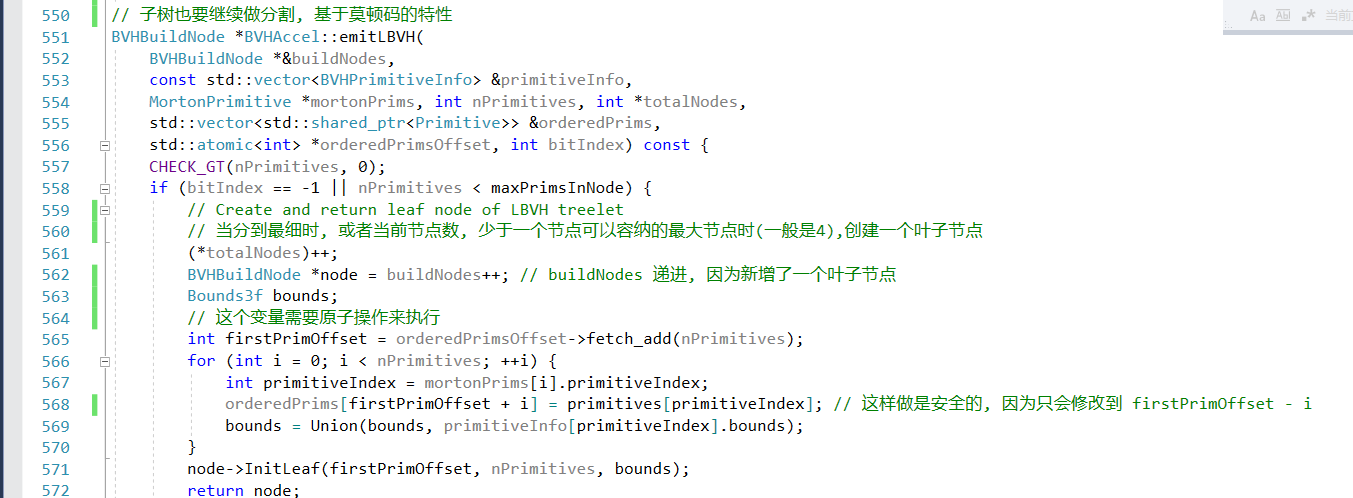 Aa Ab| .* 当前
550 // 子树也要继续做分割, 基于莫顿码的特性
551 BVHBuildNode *BVHAccel::emitLBVH(
552 BVHBuildNode *&buildNodes,
553 const std::vector<BVHPrimitiveInfo> &primitiveInfo,
554 MortonPrimitive *mortonPrims, int nPrimitives, int *totalNodes,
555 std::vector<std::shared_ptr<Primitive>> &orderedPrims,
556 std::atomic<int> *orderedPrimsOffset, int bitIndex) const {
557 CHECK_GT(nPrimitives, 0);
558 if (bitIndex == -1 || nPrimitives < maxPrimsInNode) {
559 // Create and return leaf node of LBVH treelet
560 // 当分到最细时, 或者当前节点数, 少于一个节点可以容纳的最大节点时(一般是4),创建一个叶子节点
561 (*totalNodes)++;
562 BVHBuildNode *node = buildNodes++; // buildNodes 递进, 因为新增了一个叶子节点
563 Bounds3f bounds;
564 // 这个变量需要原子操作来执行
565 int firstPrimOffset = orderedPrimsOffset->fetch_add(nPrimitives);
566 for (int i = 0; i < nPrimitives; ++i) {
567 int primitiveIndex = mortonPrims[i].primitiveIndex;
568 orderedPrims[firstPrimOffset + i] = primitives[primitiveIndex]; // 这样做是安全的, 因为只会修改到 firstPrimOffset - i
569 bounds = Union(bounds, primitiveInfo[primitiveIndex].bounds);
570 }
571 node->InitLeaf(firstPrimOffset, nPrimitives, bounds);
572 return node;